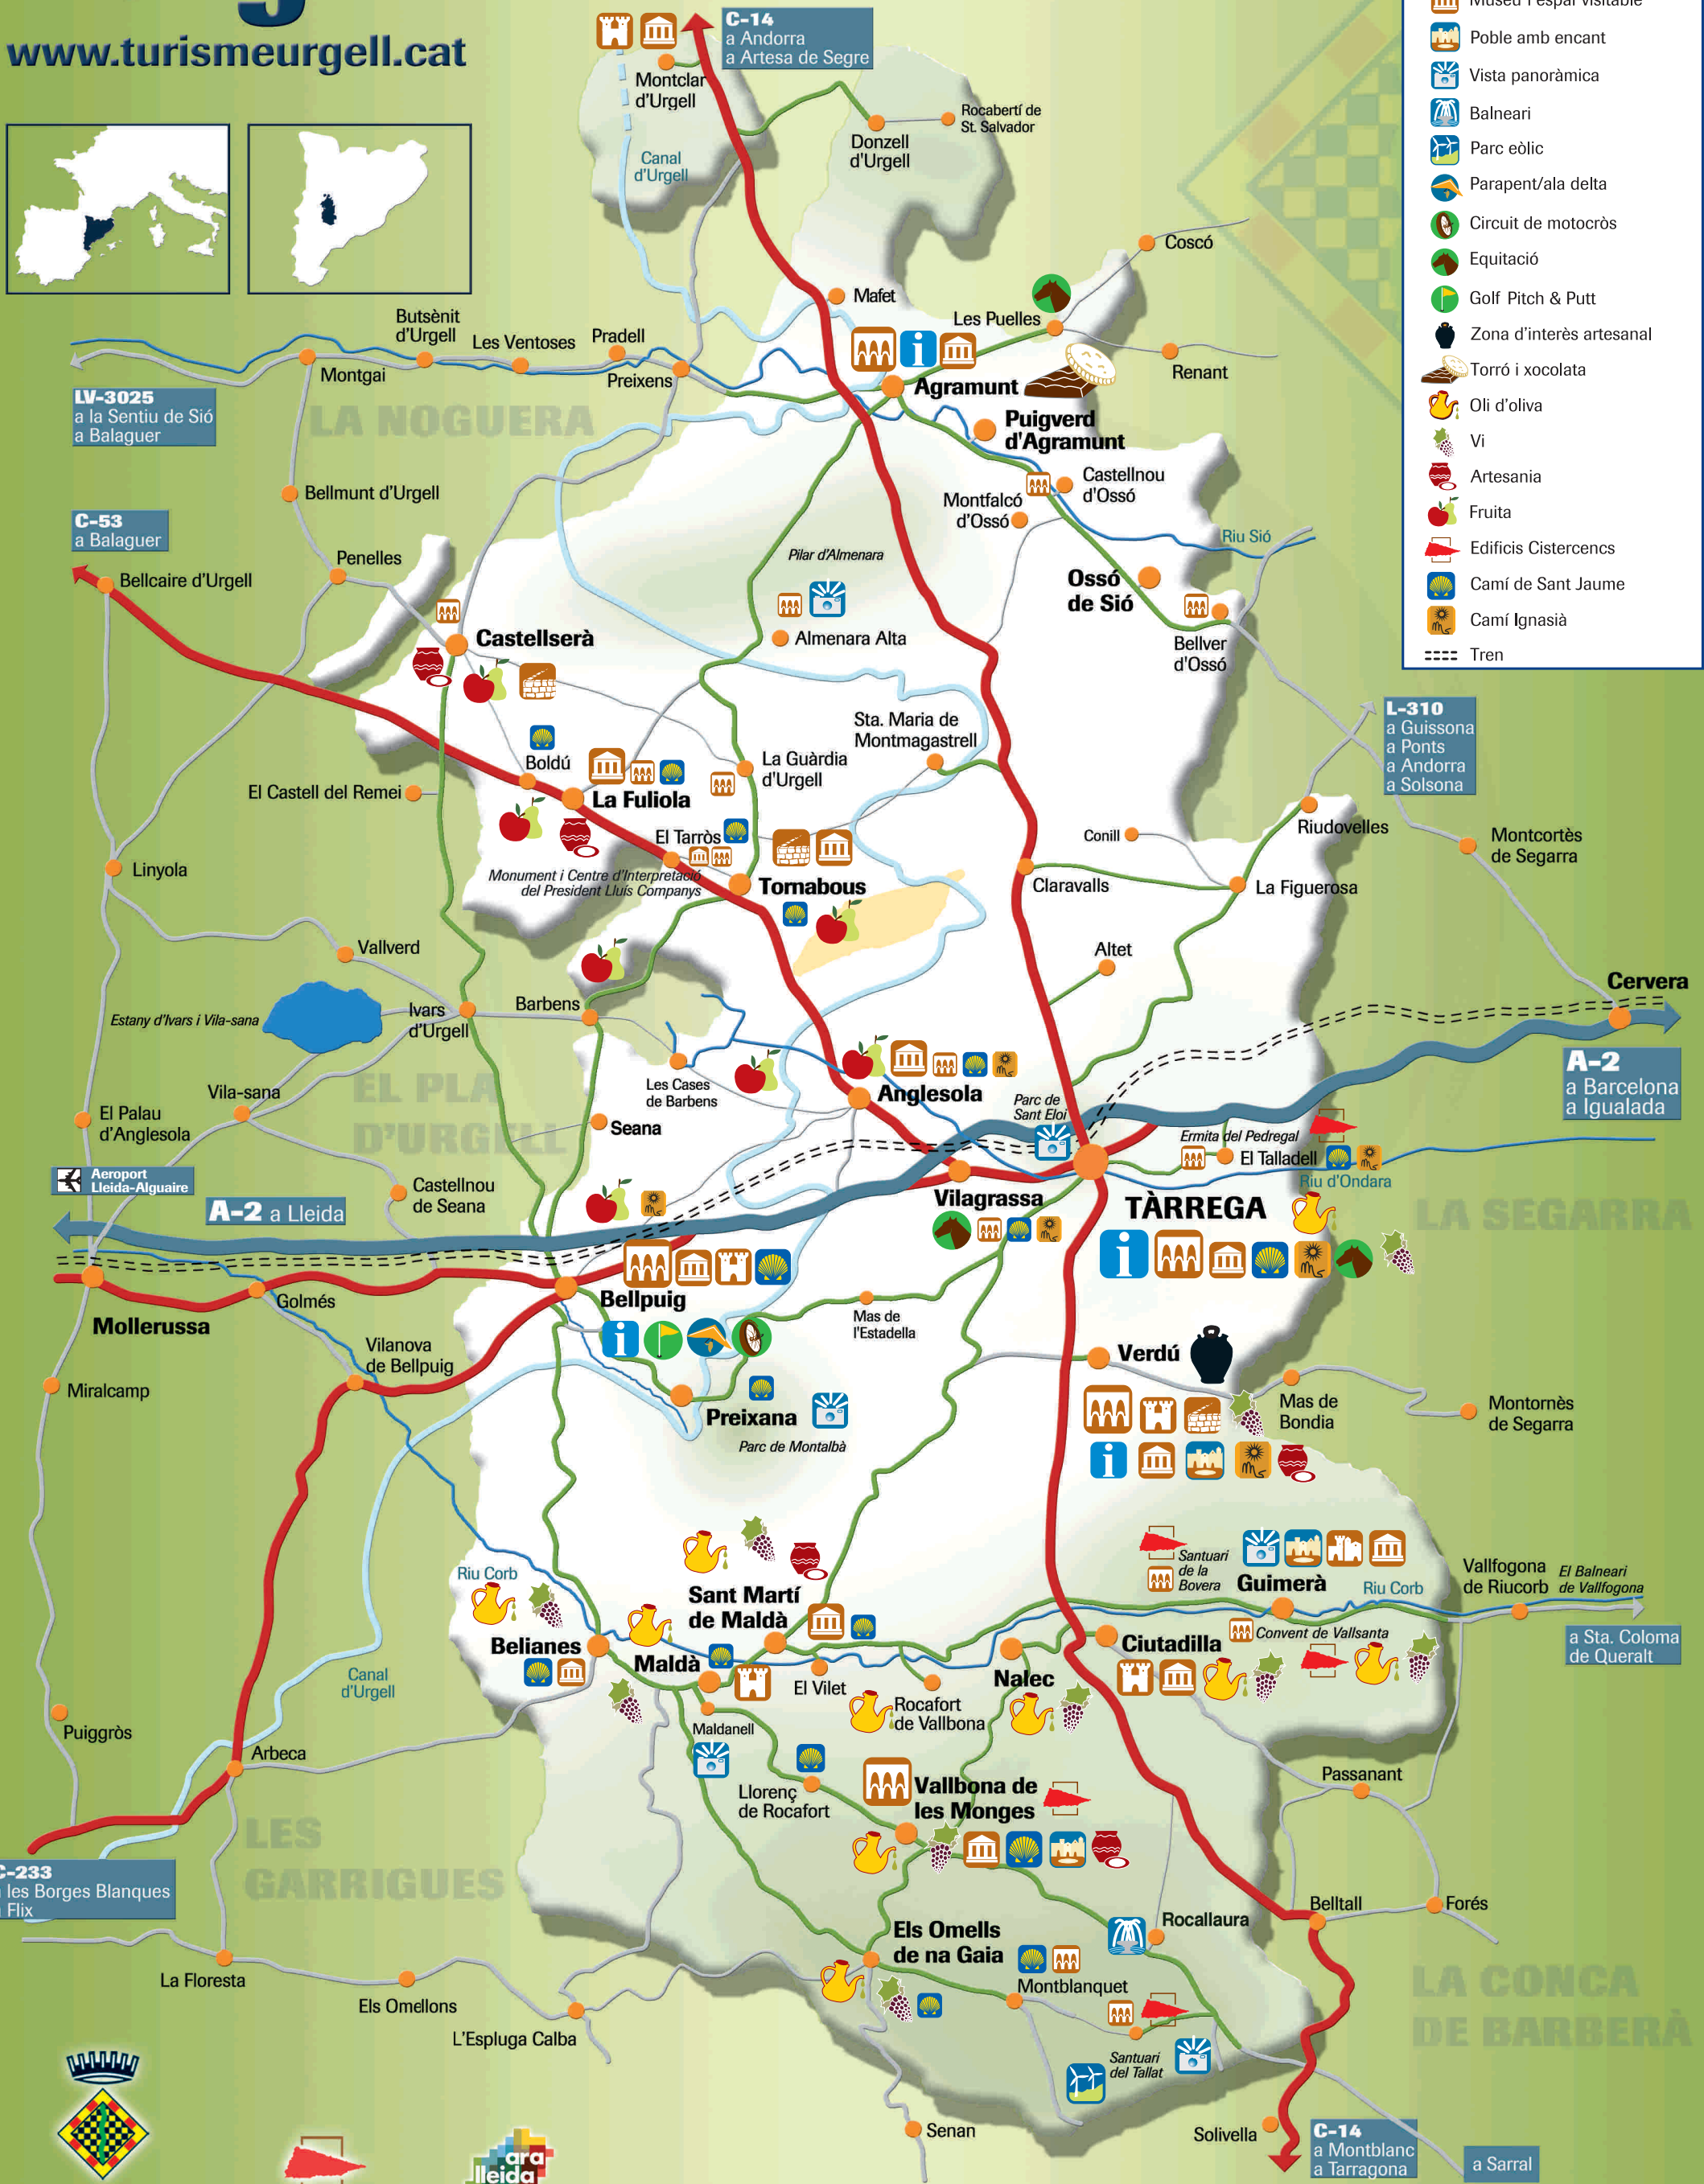 www.turismeurgell.cat
C-14
a Andorra
a Artesa de Segre
Museu i espai visitable
Poble amb encant
Vista panoràmica
Balneari
Parc eòlic
Parapent/ala delta
Circuit de motocròs
Equitació
Golf Pitch & Putt
Zona d'interès artesanal
Torró i xocolata
Oli d'oliva
Vi
Artesania
Fruita
Edificis Cistercencs
Camí de Sant Jaume
Camí Ignasià
Tren
Montclar
d'Urgell
Canal
d'Urgell
Donzell
d'Urgell
Rocabertí de
St. Salvador
Coscó
Mafet
Les Puelles
Renant
Butsènit
d'Urgell
Les Ventoses
Pradell
Montgai
Preixens
LV-3025
a la Sentiu de Sió
a Balaguer
LA NOGUERA
Agramunt
Puigverd
d'Agramunt
Castellnou
d'Ossó
Montfalcó
d'Ossó
Riu Sió
Bellmunt d'Urgell
C-53
a Balaguer
Penelles
Bellcaire d'Urgell
Pilar d'Almenara
Ossó
de Sió
Castellserà
Almenara Alta
Bellver
d'Ossó
L-310
a Guissona
a Ponts
a Andorra
a Solsona
Sta. Maria de
Montmagastrell
Boldú
La Guàrdia
d'Urgell
El Castell del Remei
La Fuliola
El Tarròs
Conill
Riudovelles
Montcortès
de Segarra
Linyola
Monument i Centre d'Interpretació
del President Lluís Companys
Tornabous
Claravalls
La Figuerosa
Vallverd
Altet
Cervera
Estany d'Ivars i Vila-sana
Ivars
d'Urgell
Barbens
EL PLA
D'URGELL
Vila-sana
Les Cases
de Barbens
Anglesola
Parc de
Sant Eloi
A-2
a Barcelona
a Igualada
El Palau
d'Anglesola
Seana
Ermita del Pedregal
El Talladell
Riu d'Ondara
Aeroport
Lleida-Alguaire
Castellnou
de Seana
A-2 a Lleida
Vilagrassa
TÀRREGA
LA SEGARRA
Golmés
Mollerussa
Bellpuig
Mas de
l'Estadella
Vilanova
de Bellpuig
Verdú
Miralcamp
Preixana
Parc de Montalbà
Mas de
Bondia
Montornès
de Segarra
Riu Corb
Santuari
de la
Bovera
Guimerà
Riu Corb
Vallfogona
de Riucorb
El Balneari
de Vallfogona
Sant Martí
de Maldà
Belianes
Maldà
El Vilet
Nalec
Ciutadilla
Convent de Vallsanta
a Sta. Coloma
de Queralt
Canal
d'Urgell
Rocafort
de Vallbona
Maldanell
Puiggròs
Arbeca
Llorenç
de Rocafort
Vallbona de
les Monges
Passanant
LES
GARRIGUES
C-233
a les Borges Blanques
a Flix
Belltall
Forés
Rocallaura
Els Omells
de na Gaia
Montblanquet
La Floresta
Els Omellons
L'Espluga Calba
LA CONCA
DE BARBERÀ
Santuari
del Tallat
Senan
Solivella
C-14
a Montblanc
a Tarragona
a Sarral
ara
lleida